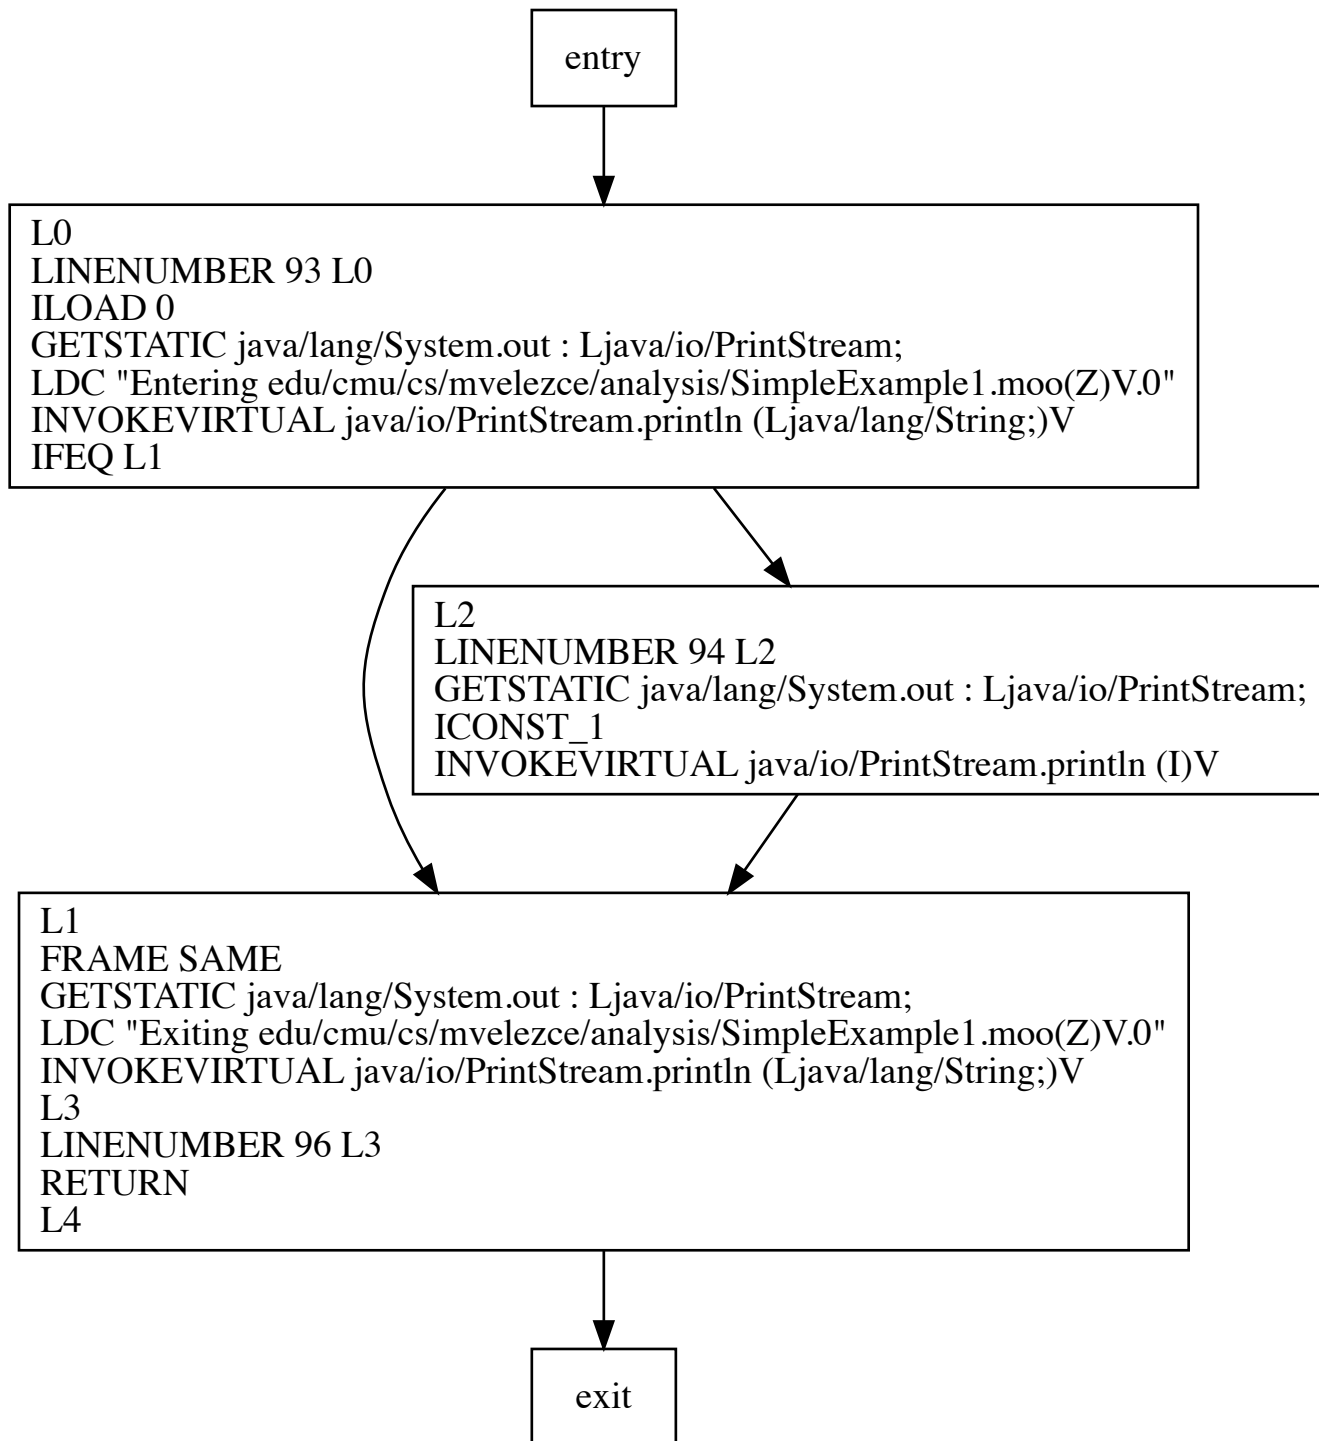 entry
L0
LINENUMBER 93 L0
ILOAD 0
GETSTATIC java/lang/System.out : Ljava/io/PrintStream;
LDC "Entering edu/cmu/cs/mvelezce/analysis/SimpleExample1.moo(Z)V.0"
INVOKEVIRTUAL java/io/PrintStream.println (Ljava/lang/String;)V
IFEQ L1
L2
LINENUMBER 94 L2
GETSTATIC java/lang/System.out : Ljava/io/PrintStream;
ICONST_1
INVOKEVIRTUAL java/io/PrintStream.println (I)V
L1
FRAME SAME
GETSTATIC java/lang/System.out : Ljava/io/PrintStream;
LDC "Exiting edu/cmu/cs/mvelezce/analysis/SimpleExample1.moo(Z)V.0"
INVOKEVIRTUAL java/io/PrintStream.println (Ljava/lang/String;)V
L3
LINENUMBER 96 L3
RETURN
L4
exit